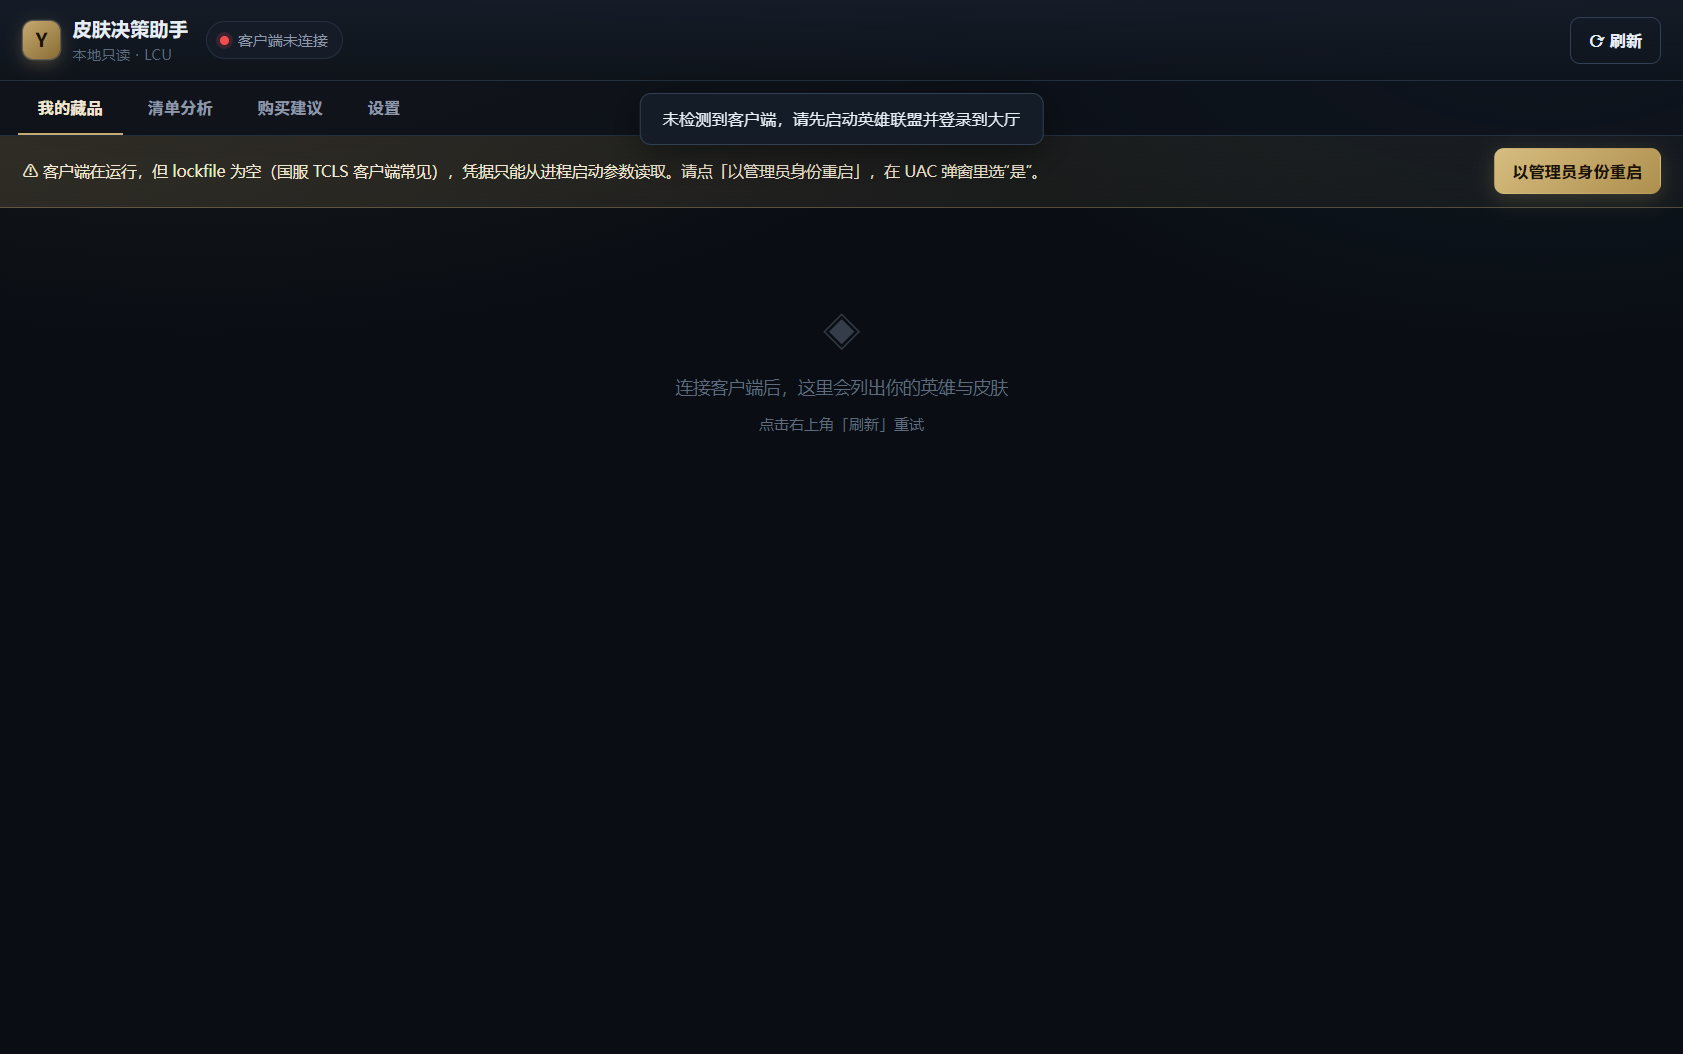 Y
皮肤决策助手
本地只读 · LCU
客户端未连接
刷新
我的藏品
清单分析
购买建议
设置
未检测到客户端，请先启动英雄联盟并登录到大厅
⚠ 客户端在运行，但 lockfile 为空（国服 TCLS 客户端常见），凭据只能从进程启动参数读取。请点「以管理员身份重启」，在 UAC 弹窗里选“是”。
以管理员身份重启
连接客户端后，这里会列出你的英雄与皮肤
点击右上角「刷新」重试